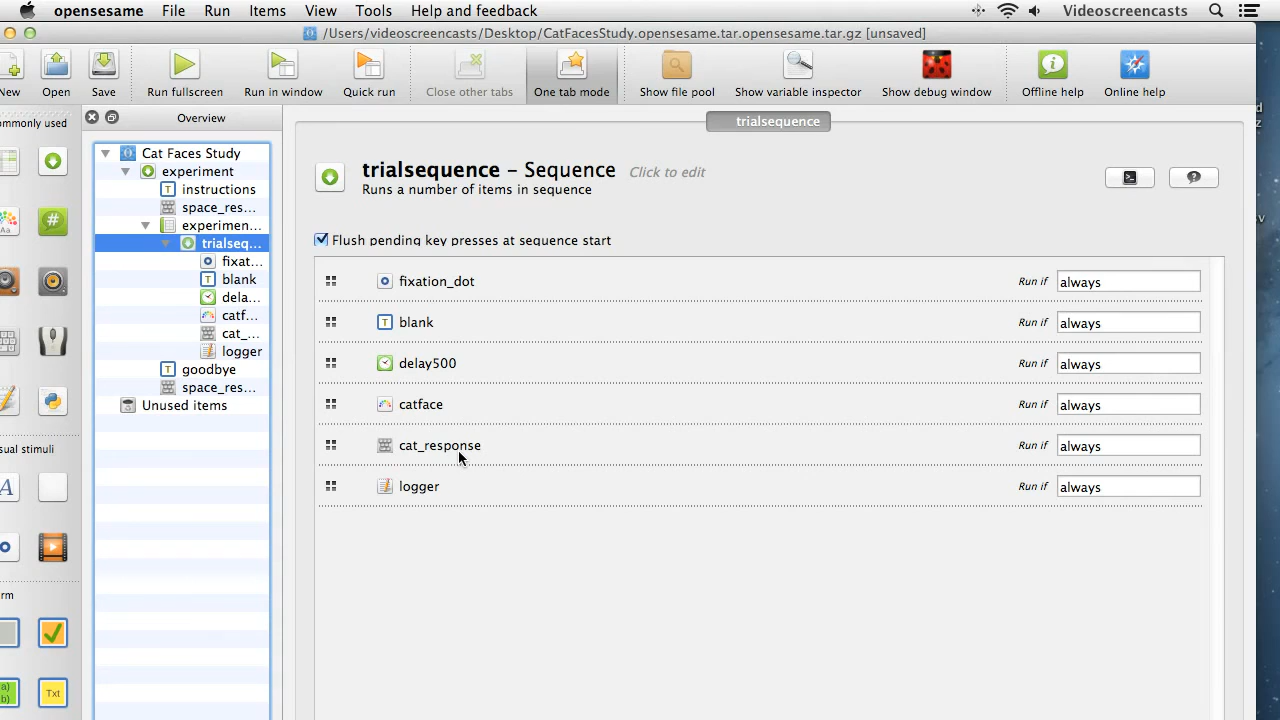 opensesame File Run Items View Tools Help and feedback Videoscreencasts
/Users/videoscreencasts/Desktop/CatFacesStudy.opensesame.tar.opensesame.tar.gz [unsaved]
New Open Save Run fullscreen Run in window Quick run Close other tabs One tab mode Show file pool Show variable inspector Show debug window Offline help Online help
ommonly used
Overview
trialsequence
Cat Faces Study
experiment
instructions
space_res...
experimen...
trialseq...
fixat...
blank
dela...
catf...
cat_...
logger
goodbye
space_res...
Unused items
sual stimuli
A
rm
a)
b)
Txt
trialsequence – Sequence Click to edit
Runs a number of items in sequence
Flush pending key presses at sequence start
fixation_dot Run if always
blank Run if always
delay500 Run if always
catface Run if always
cat_response Run if always
logger Run if always